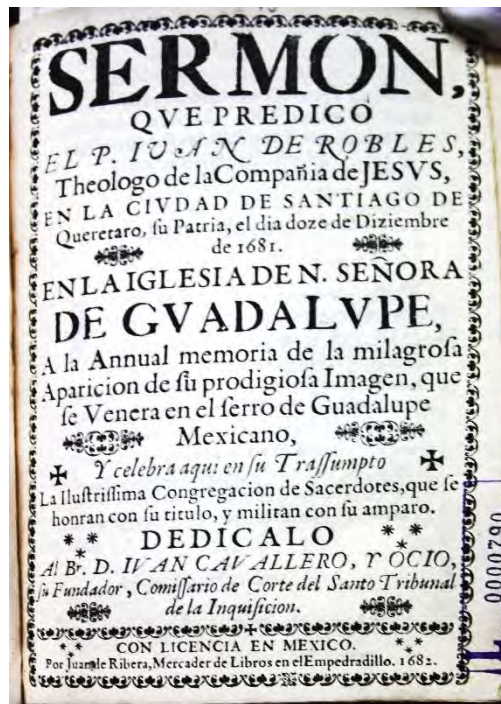 SERMON,
QVE PREDICÒ
EL P. IVAN DE ROBLES,
Theologo de la Compañia de JESVS,
EN LA CIVDAD DE SANTIAGO DE
Queretaro, ſu Patria, el dia doze de Diziembre
de 1681.
EN LA IGLESIA DE N. SEÑORA
DE GVADALVPE,
A la Annual memoria de la milagroſa
Aparicion de ſu prodigioſa Imagen, que
ſe Venera en el ſerro de Guadalupe
Mexicano,
Y celebra aqui en ſu Traſſumpto
La Iluſtriſſima Congregacion de Sacerdotes, que ſe
honran con ſu titulo, y militan con ſu amparo.
DEDICALO
Al Br. D. IVAN CAVALLERO, Y OCIO,
ſu Fundador, Comiſſario de Corte del Santo Tribunal
de la Inquiſicion.
CON LICENCIA EN MEXICO.
Por Juan de Ribera, Mercader de Libros en el Empedradillo. 1682.